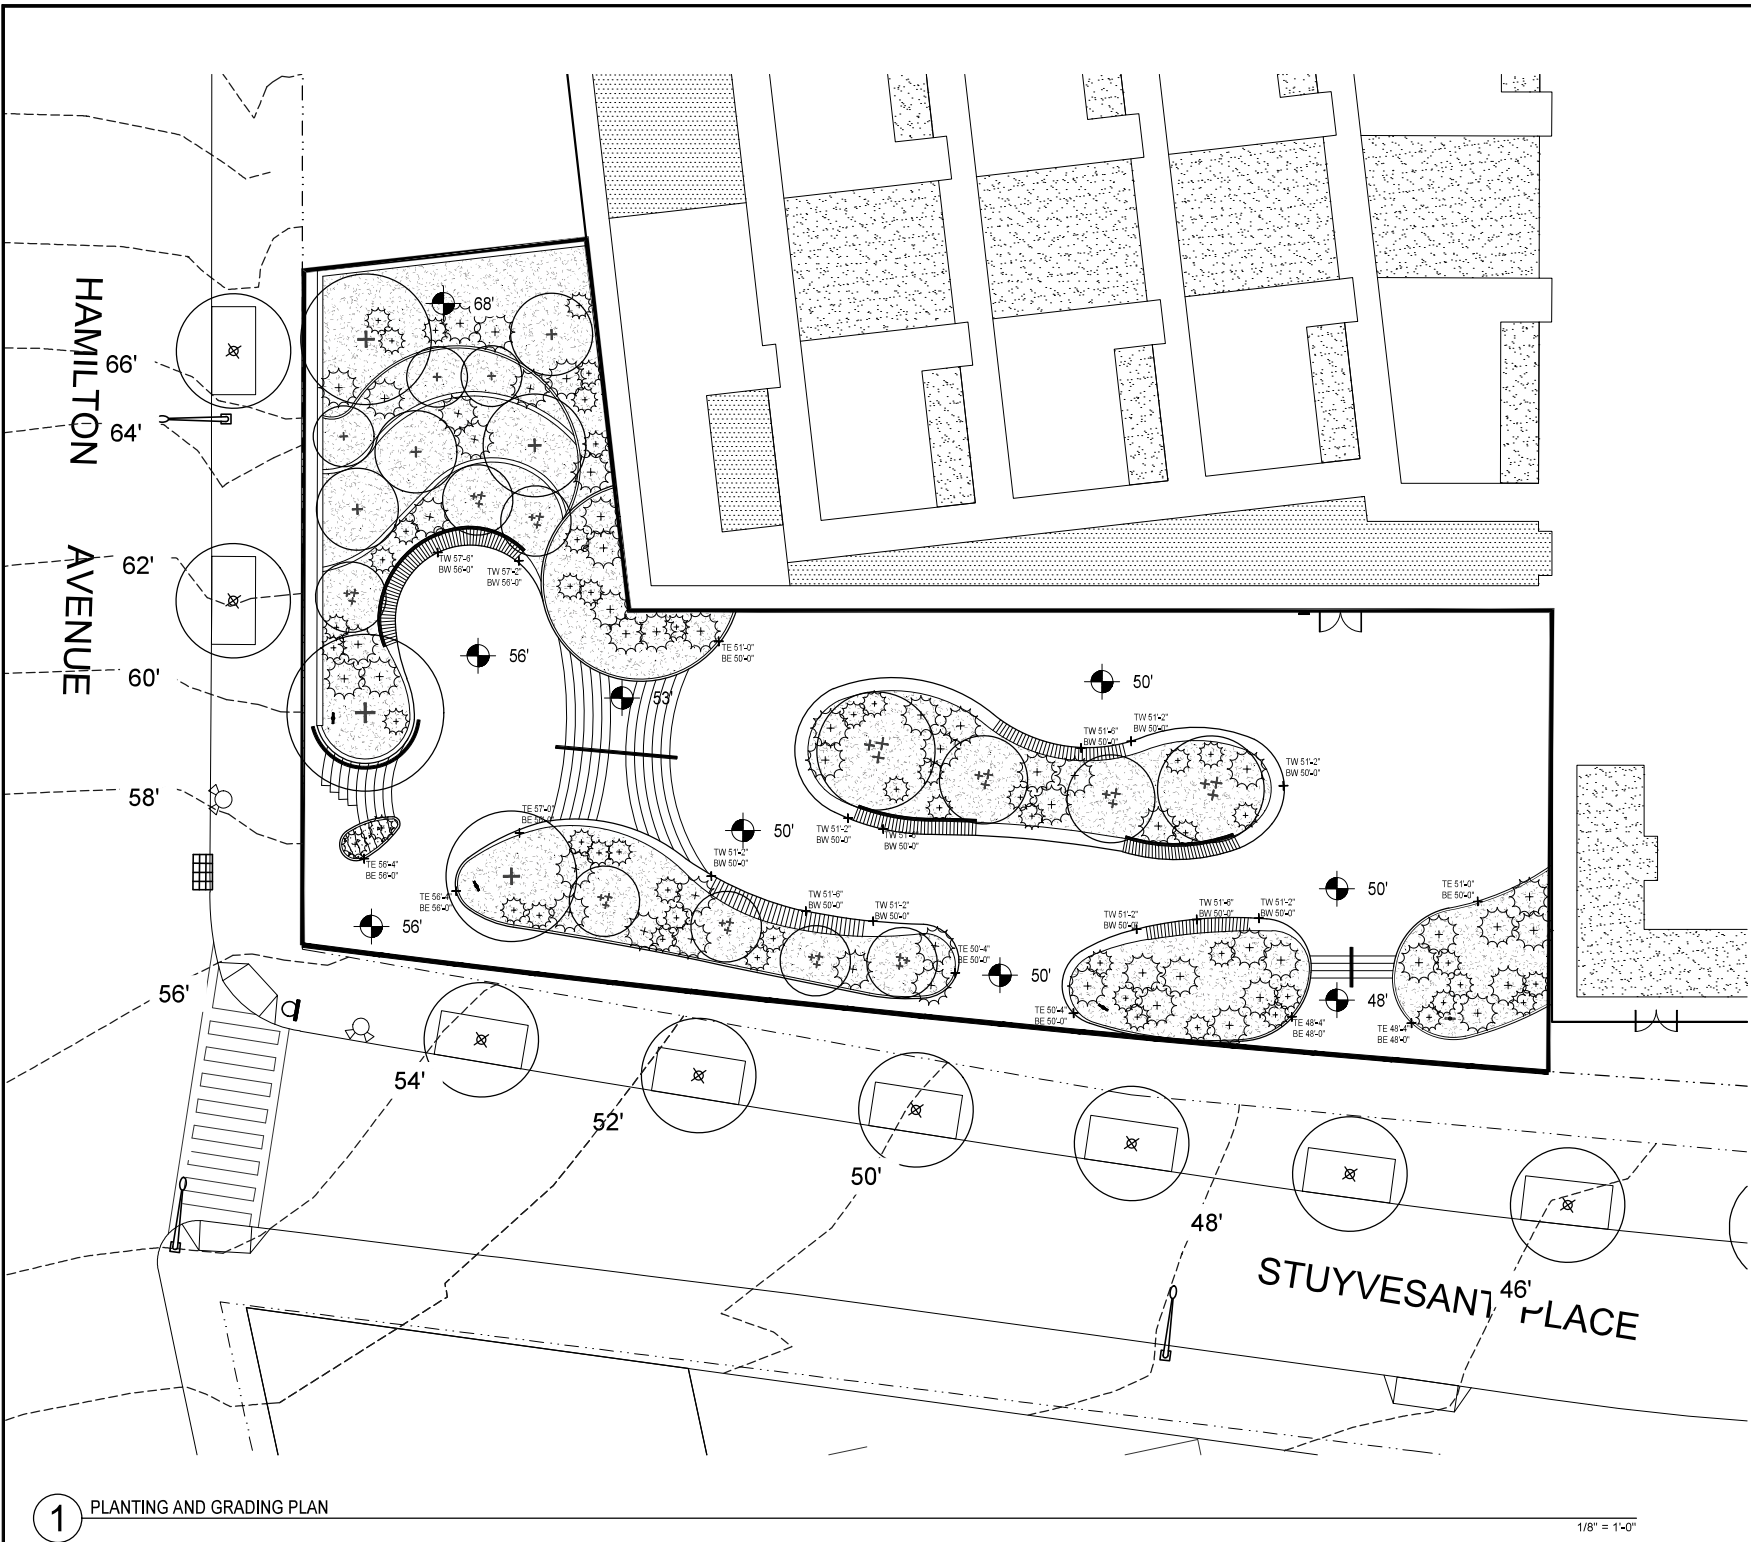 HAMILTON
AVENUE
66'
64'
62'
60'
58'
56'
54'
52'
50'
48'
46'
68'
TW 57'-6"
BW 56'-0"
TW 57'-2"
BW 56'-0"
56'
53'
TE 51'-0"
BE 50'-0"
50'
TW 51'-6"
BW 50'-0"
TW 51'-2"
BW 50'-0"
TW 51'-2"
BW 50'-0"
TE 57'-0"
50'
TW 51'-2"
BW 50'-0"
BW 50'-0"
TW 51'-2"
BW 50'-0"
TE 56'-4"
BE 56'-0"
BE 56'-0"
56'
TW 51'-6"
BW 50'-0"
TW 51'-2"
BW 50'-0"
TE 50'-4"
BE 50'-0"
50'
50'
TW 51'-2"
BW 50'-0"
TW 51'-6"
BW 50'-0"
TW 51'-2"
BW 50'-0"
TE 51'-0"
BE 50'-0"
TE 50'-4"
BE 50'-0"
48'
TE 48'-4"
BE 48'-0"
TE 48'-4"
BE 48'-0"
STUYVESANT PLACE
1
PLANTING AND GRADING PLAN
1/8" = 1'-0"